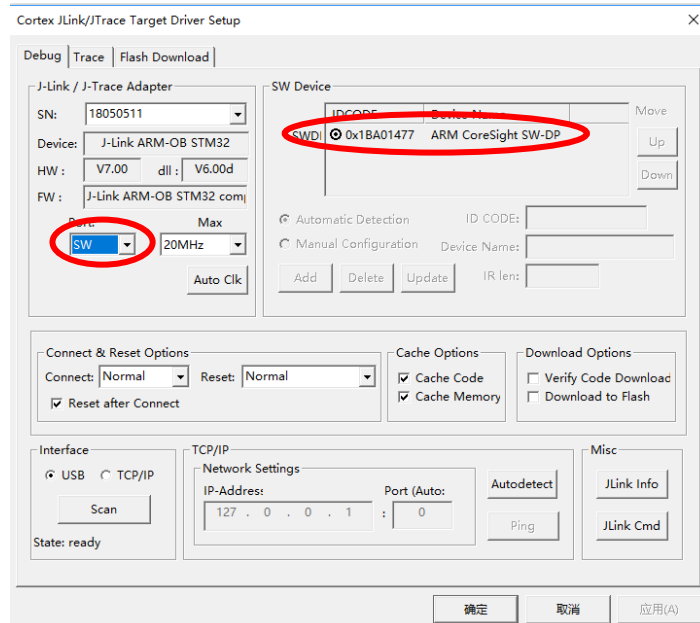 Cortex JLink/JTrace Target Driver Setup
Debug Trace Flash Download
J-Link / J-Trace Adapter
SN: 18050511
Device: J-Link ARM-OB STM32
HW : V7.00 dll : V6.00d
FW : J-Link ARM-OB STM32 com
Port: Max
SW 20MHz
Auto Clk
SW Device
IDCODE Device Name Move
SWDI 0x1BA01477 ARM CoreSight SW-DP Up
Down
Automatic Detection ID CODE:
Manual Configuration Device Name:
Add Delete Update IR len:
Connect & Reset Options
Connect: Normal Reset: Normal
Reset after Connect
Cache Options
Cache Code
Cache Memory
Download Options
Verify Code Download
Download to Flash
Interface
USB TCP/IP
Scan
State: ready
TCP/IP
Network Settings
IP-Address: Port (Auto:
127 . 0 . 0 . 1 : 0
Autodetect
Ping
Misc
JLink Info
JLink Cmd
确定 取消 应用(A)